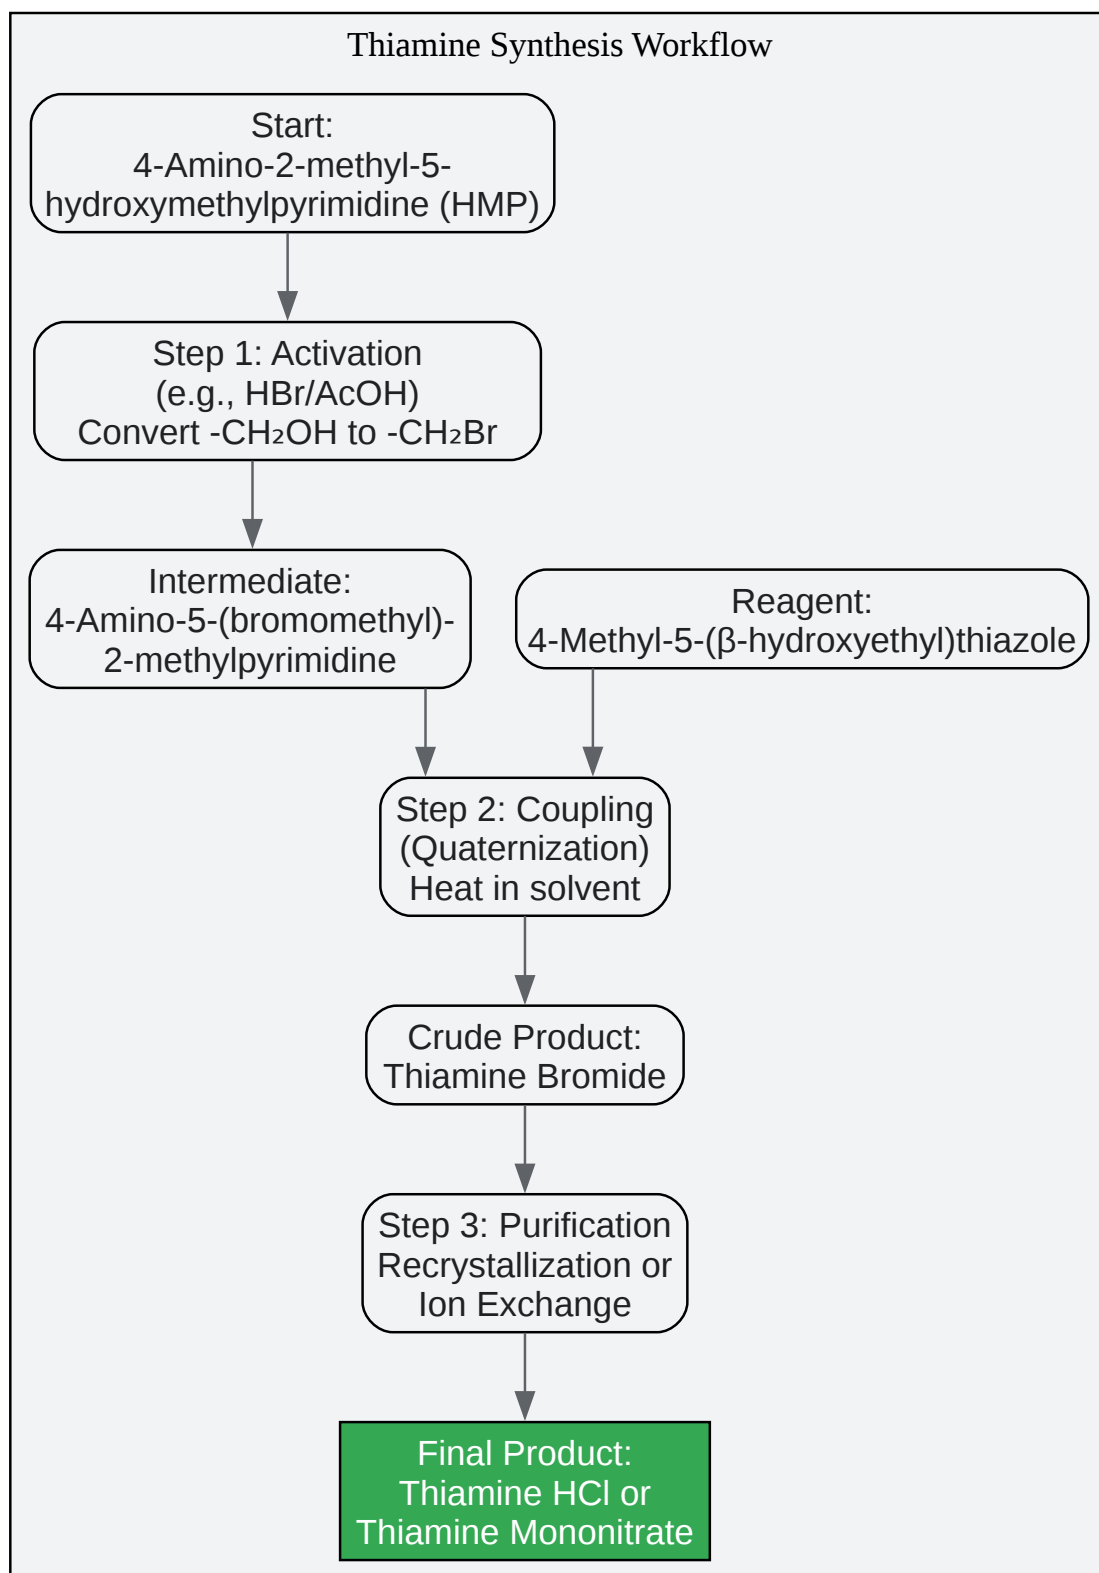 Thiamine Synthesis Workflow
Start:
4-Amino-2-methyl-5-
hydroxymethylpyrimidine (HMP)
Step 1: Activation
(e.g., HBr/AcOH)
Convert -CH₂OH to -CH₂Br
Intermediate:
4-Amino-5-(bromomethyl)-
2-methylpyrimidine
Reagent:
4-Methyl-5-(β-hydroxyethyl)thiazole
Step 2: Coupling
(Quaternization)
Heat in solvent
Crude Product:
Thiamine Bromide
Step 3: Purification
Recrystallization or
Ion Exchange
Final Product:
Thiamine HCl or
Thiamine Mononitrate